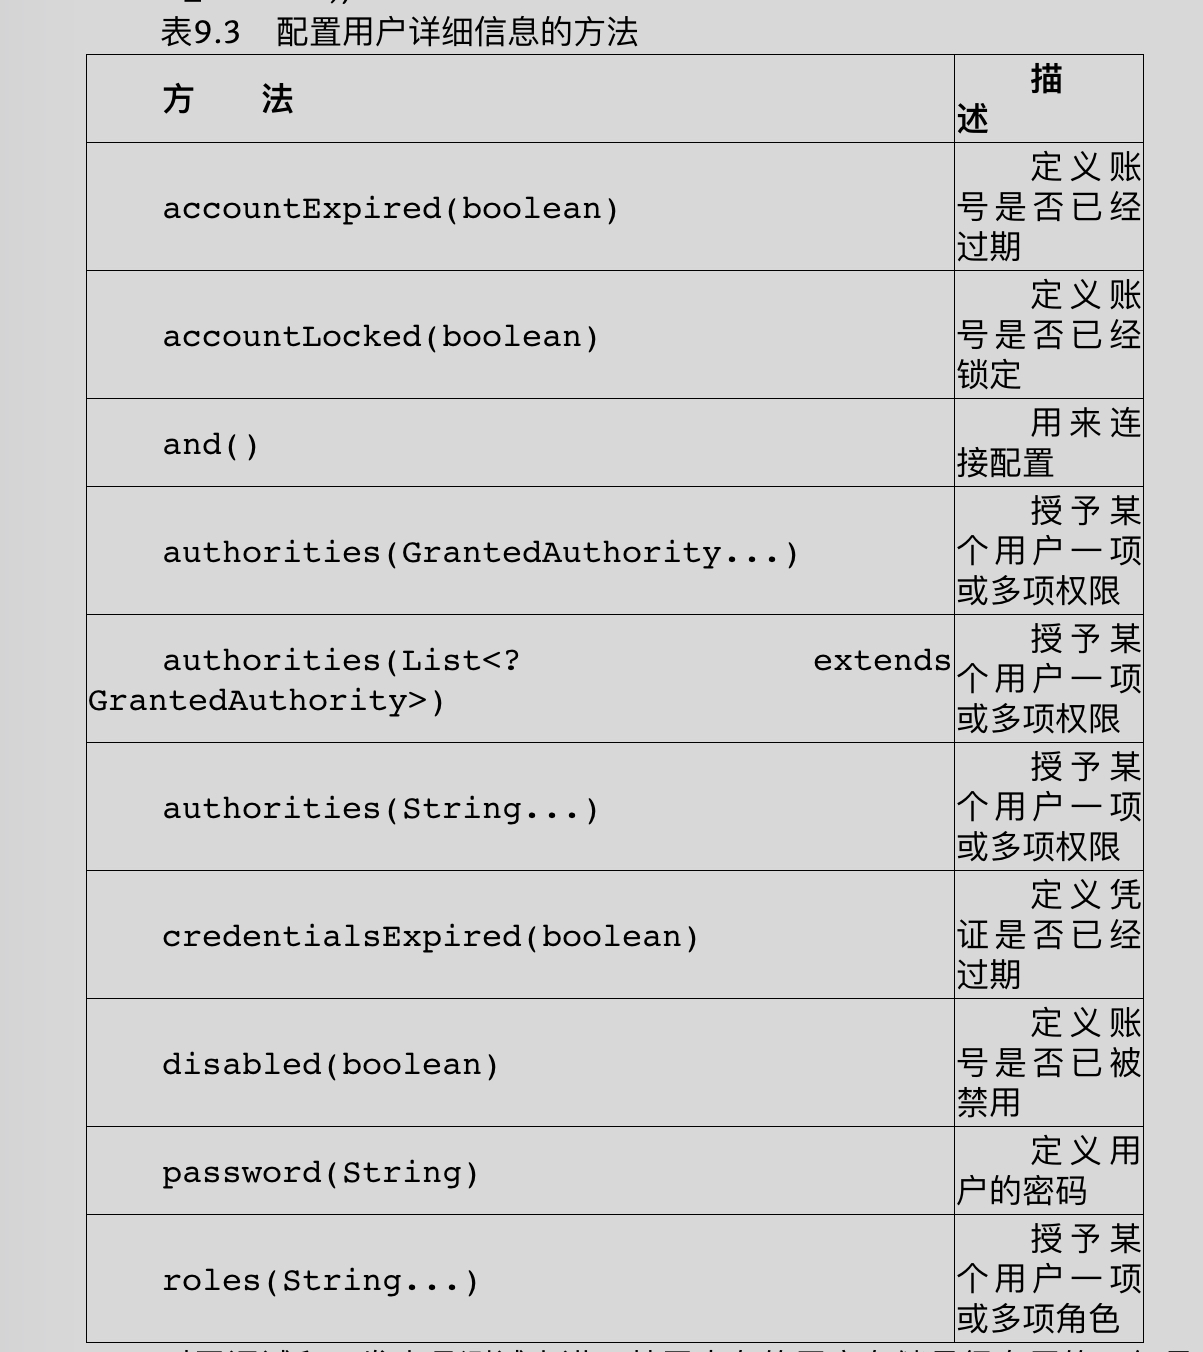 表9.3 配置用户详细信息的方法
方 法
描
述
accountExpired(boolean)
定义账
号是否已经
过期
accountLocked(boolean)
定义账
号是否已经
锁定
and()
用来连
接配置
authorities(GrantedAuthority...)
授予某
个用户一项
或多项权限
authorities(List<? extends
GrantedAuthority>)
授予某
个用户一项
或多项权限
authorities(String...)
授予某
个用户一项
或多项权限
credentialsExpired(boolean)
定义凭
证是否已经
过期
disabled(boolean)
定义账
号是否已被
禁用
password(String)
定义用
户的密码
roles(String...)
授予某
个用户一项
或多项角色